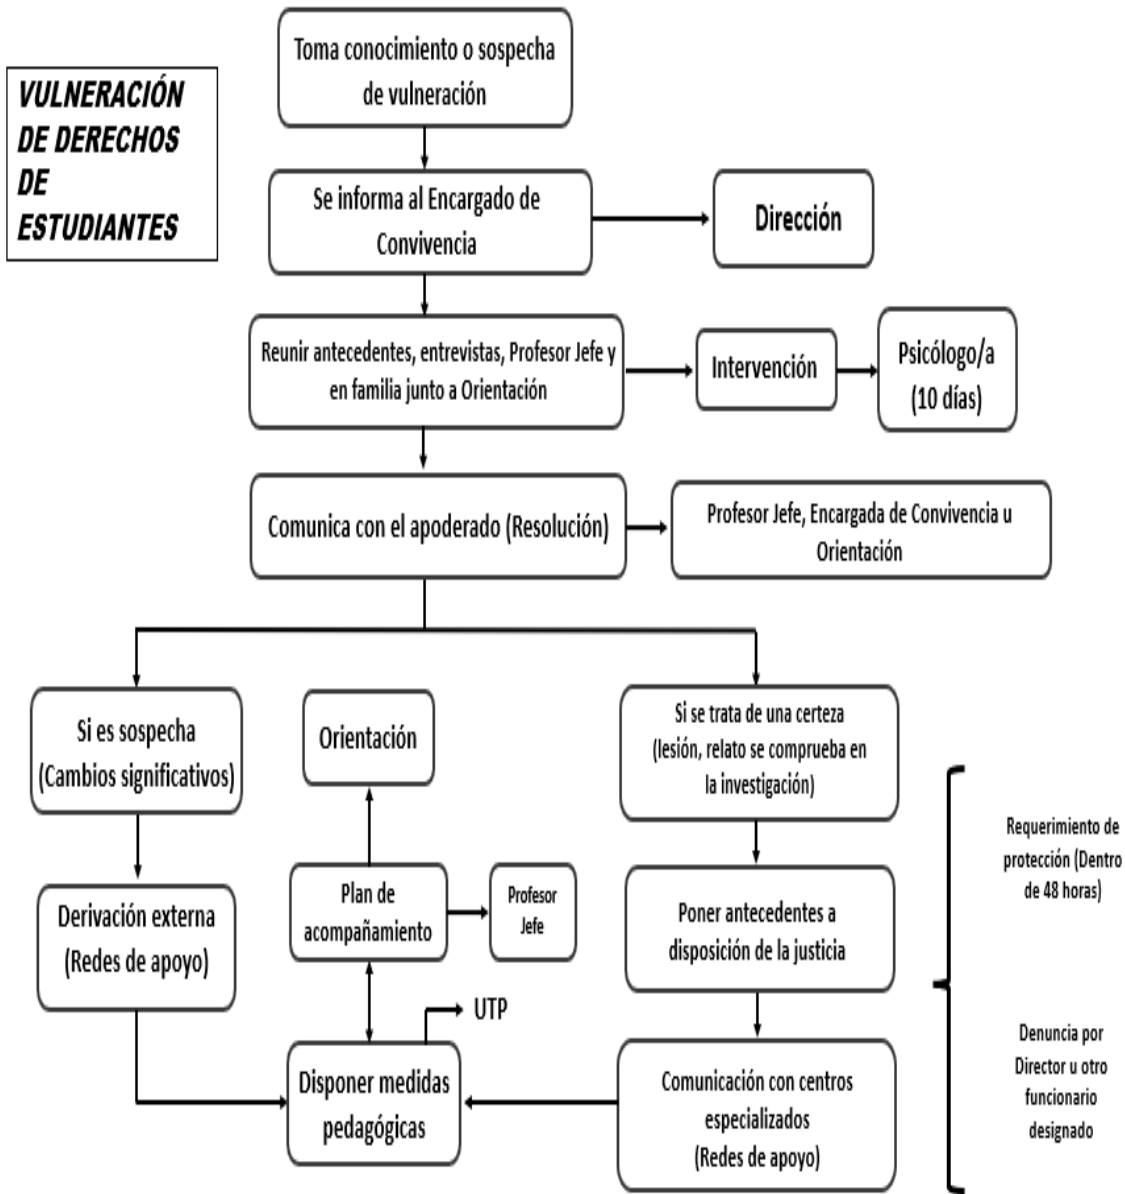 VULNERACIÓN
DE DERECHOS
DE
ESTUDIANTES
Toma conocimiento o sospecha
de vulneración
Se informa al Encargado de
Convivencia
Dirección
Reunir antecedentes, entrevistas, Profesor Jefe y
en familia junto a Orientación
Intervención
Psicólogo/a
(10 días)
Comunica con el apoderado (Resolución)
Profesor Jefe, Encargada de Convivencia u
Orientación
Si es sospecha
(Cambios significativos)
Orientación
Si se trata de una certeza
(lesión, relato se comprueba en
la investigación)
Derivación externa
(Redes de apoyo)
Plan de
acompañamiento
Profesor
Jefe
Poner antecedentes a
disposición de la justicia
Requerimiento de
protección (Dentro
de 48 horas)
UTP
Disponer medidas
pedagógicas
Comunicación con centros
especializados
(Redes de apoyo)
Denuncia por
Director u otro
funcionario
designado